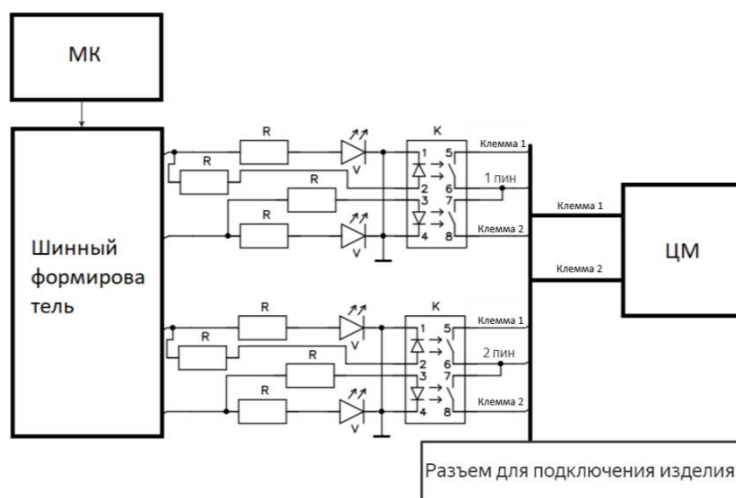 МК
Шинный
формирова
тель
R
R
R
R
V
V
K
1 5
2 6
3 7
4 8
Клемма 1
1 пин
Клемма 2
R
R
R
R
V
V
K
1 5
2 6
3 7
4 8
Клемма 1
2 пин
Клемма 2
Клемма 1
Клемма 2
ЦМ
Разъем для подключения изделия